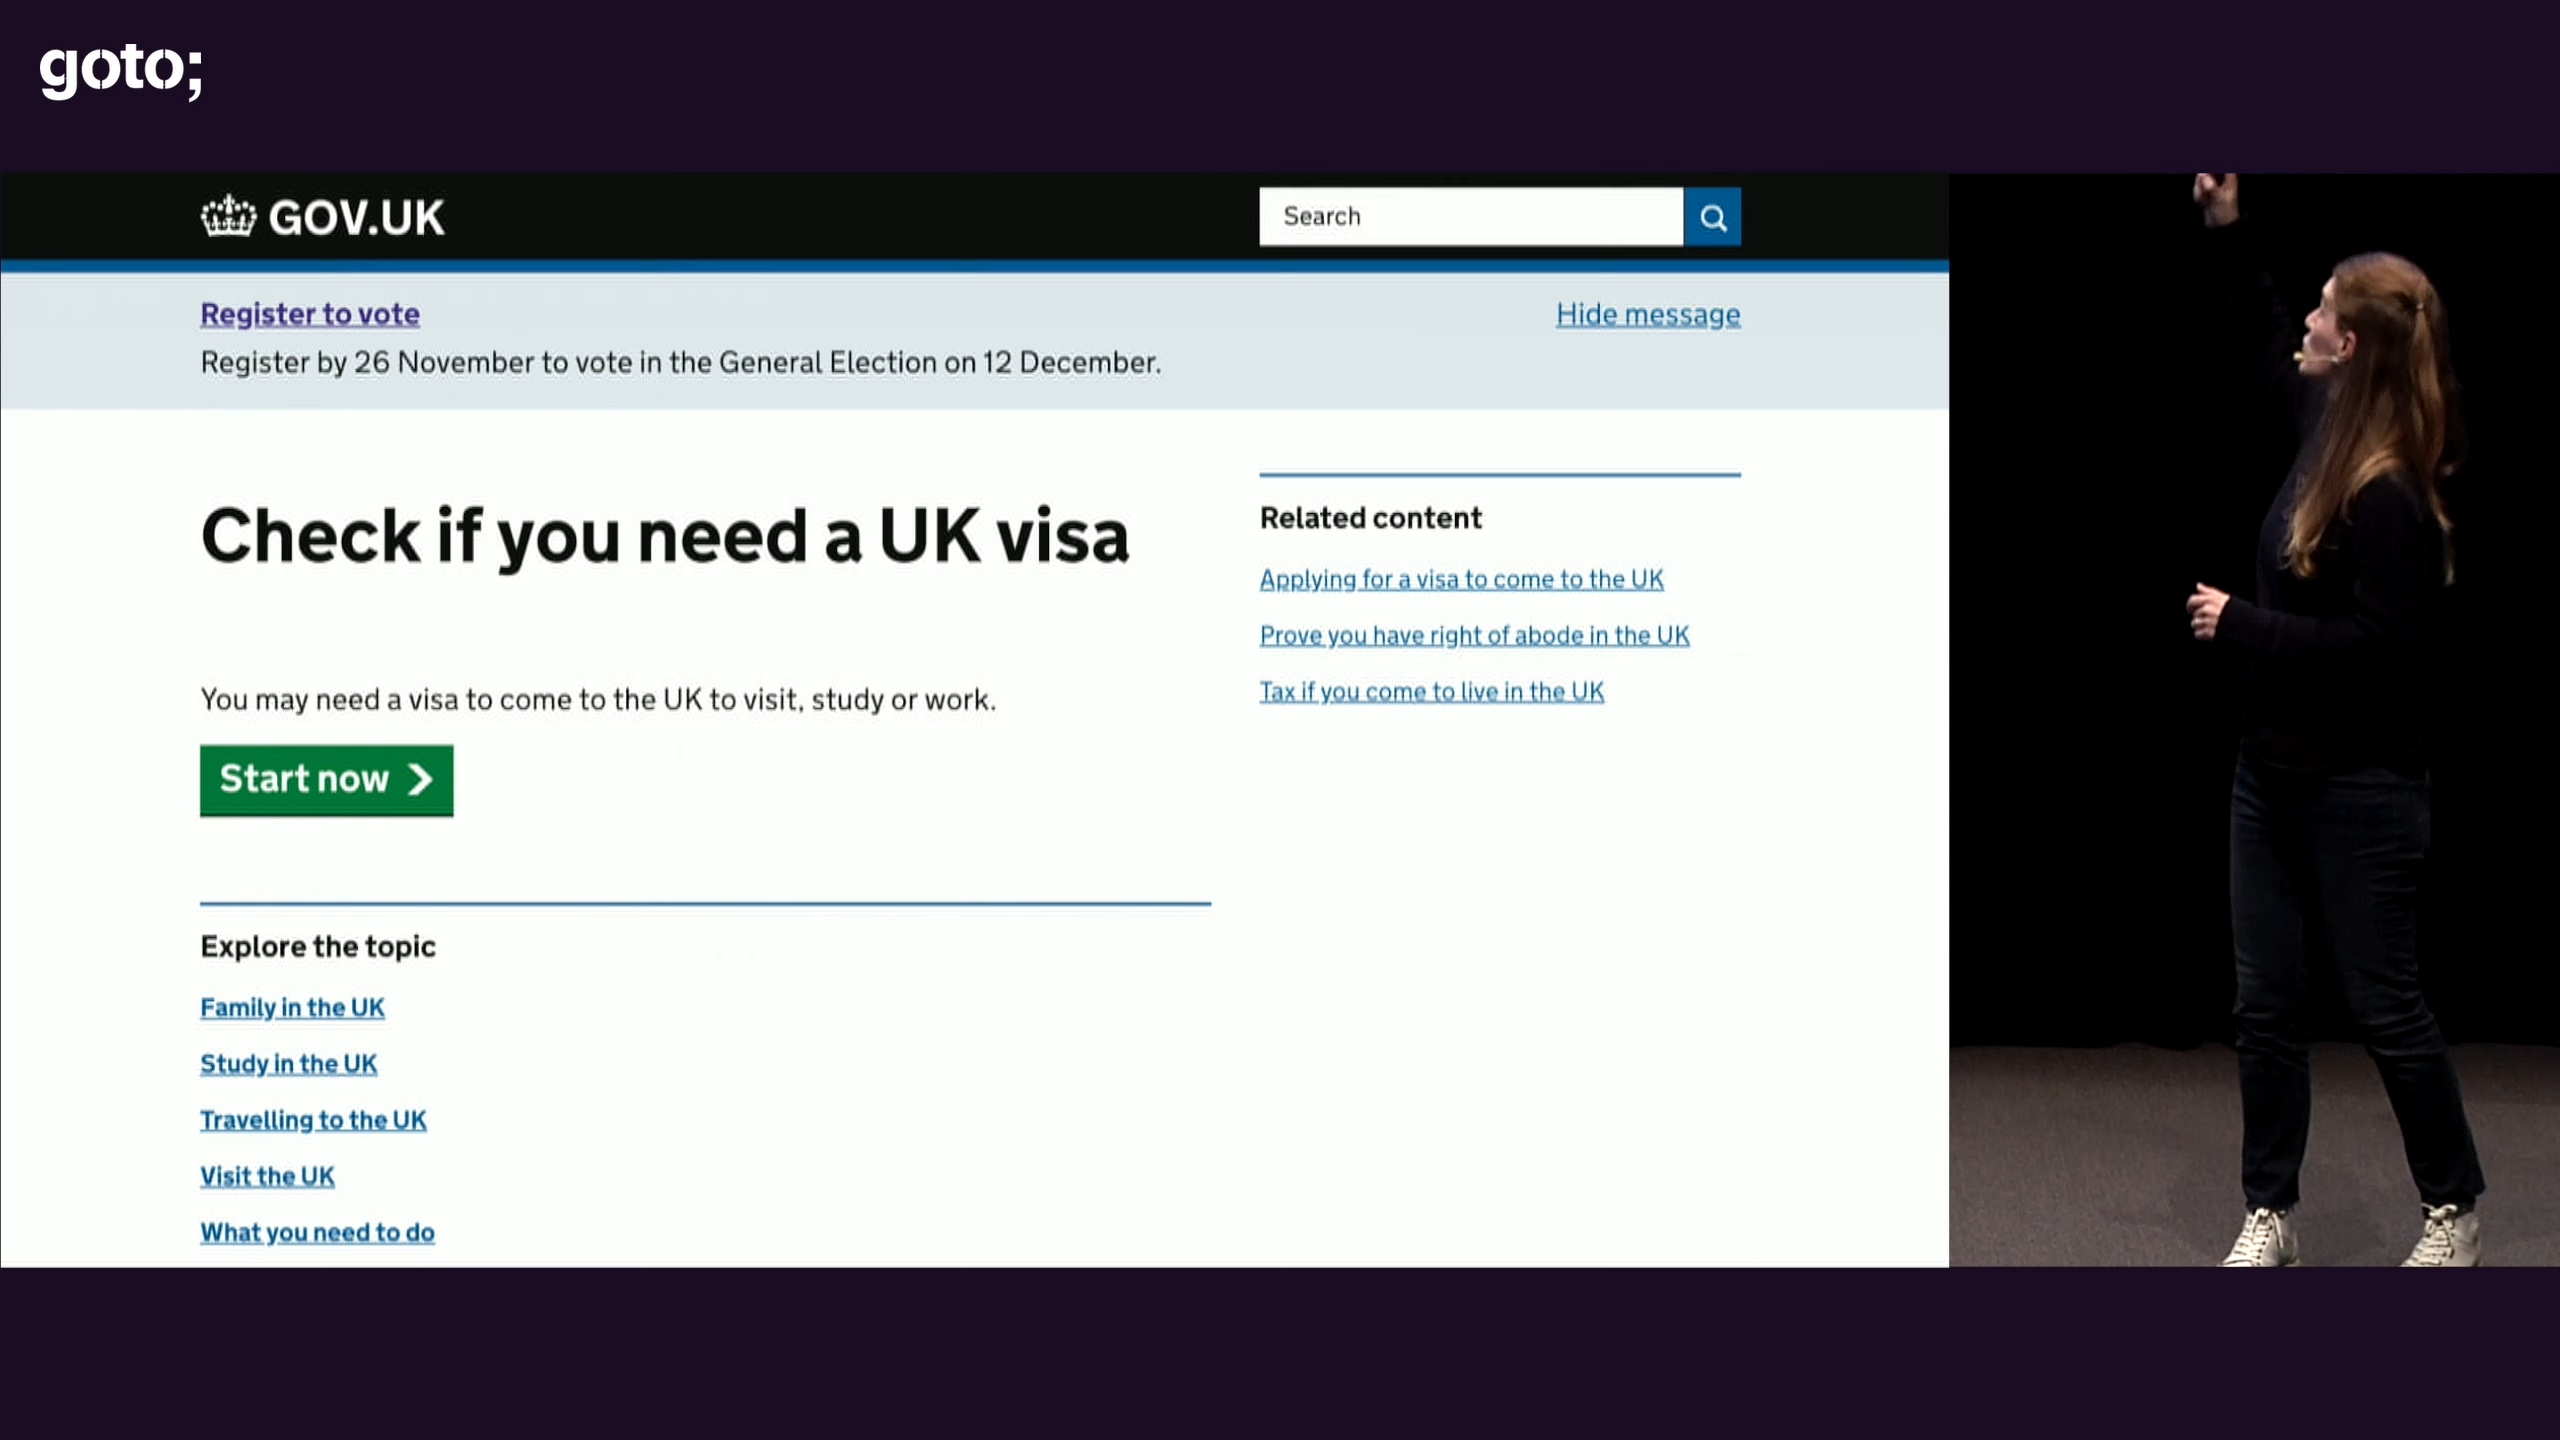 goto;
GOV.UK
Search
Register to vote
Hide message
Register by 26 November to vote in the General Election on 12 December.
Check if you need a UK visa
You may need a visa to come to the UK to visit, study or work.
Start now
Related content
Applying for a visa to come to the UK
Prove you have right of abode in the UK
Tax if you come to live in the UK
Explore the topic
Family in the UK
Study in the UK
Travelling to the UK
Visit the UK
What you need to do